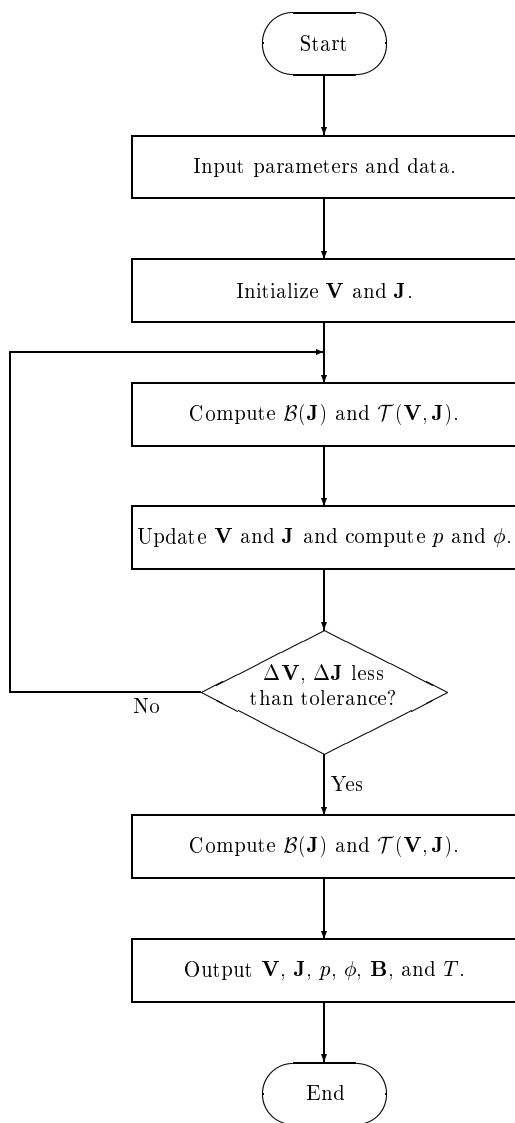 Start
Input parameters and data.
Initialize V and J.
Compute ℬ(J) and 𝒯(V, J).
Update V and J and compute p and ϕ.
ΔV, ΔJ less
than tolerance?
No
Yes
Compute ℬ(J) and 𝒯(V, J).
Output V, J, p, ϕ, B, and T.
End